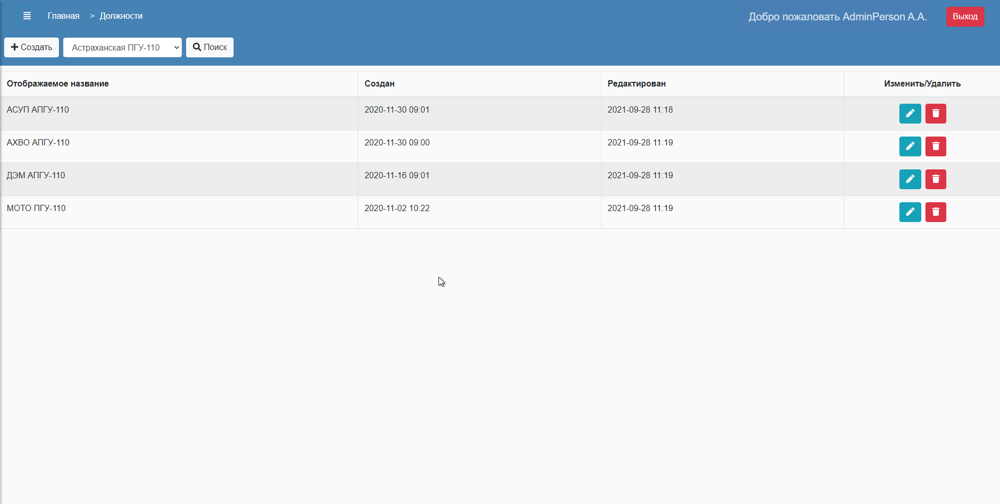 Главная > Должности
Добро пожаловать AdminPerson А.А.
Выход
Создать
Астраханская ПГУ-110
Поиск
Отображаемое название Создан Редактирован Изменить/Удалить
АСУП АПГУ-110 2020-11-30 09:01 2021-09-28 11:18
АХВО АПГУ-110 2020-11-30 09:00 2021-09-28 11:19
ДЭМ АПГУ-110 2020-11-16 09:01 2021-09-28 11:19
МОТО ПГУ-110 2020-11-02 10:22 2021-09-28 11:19